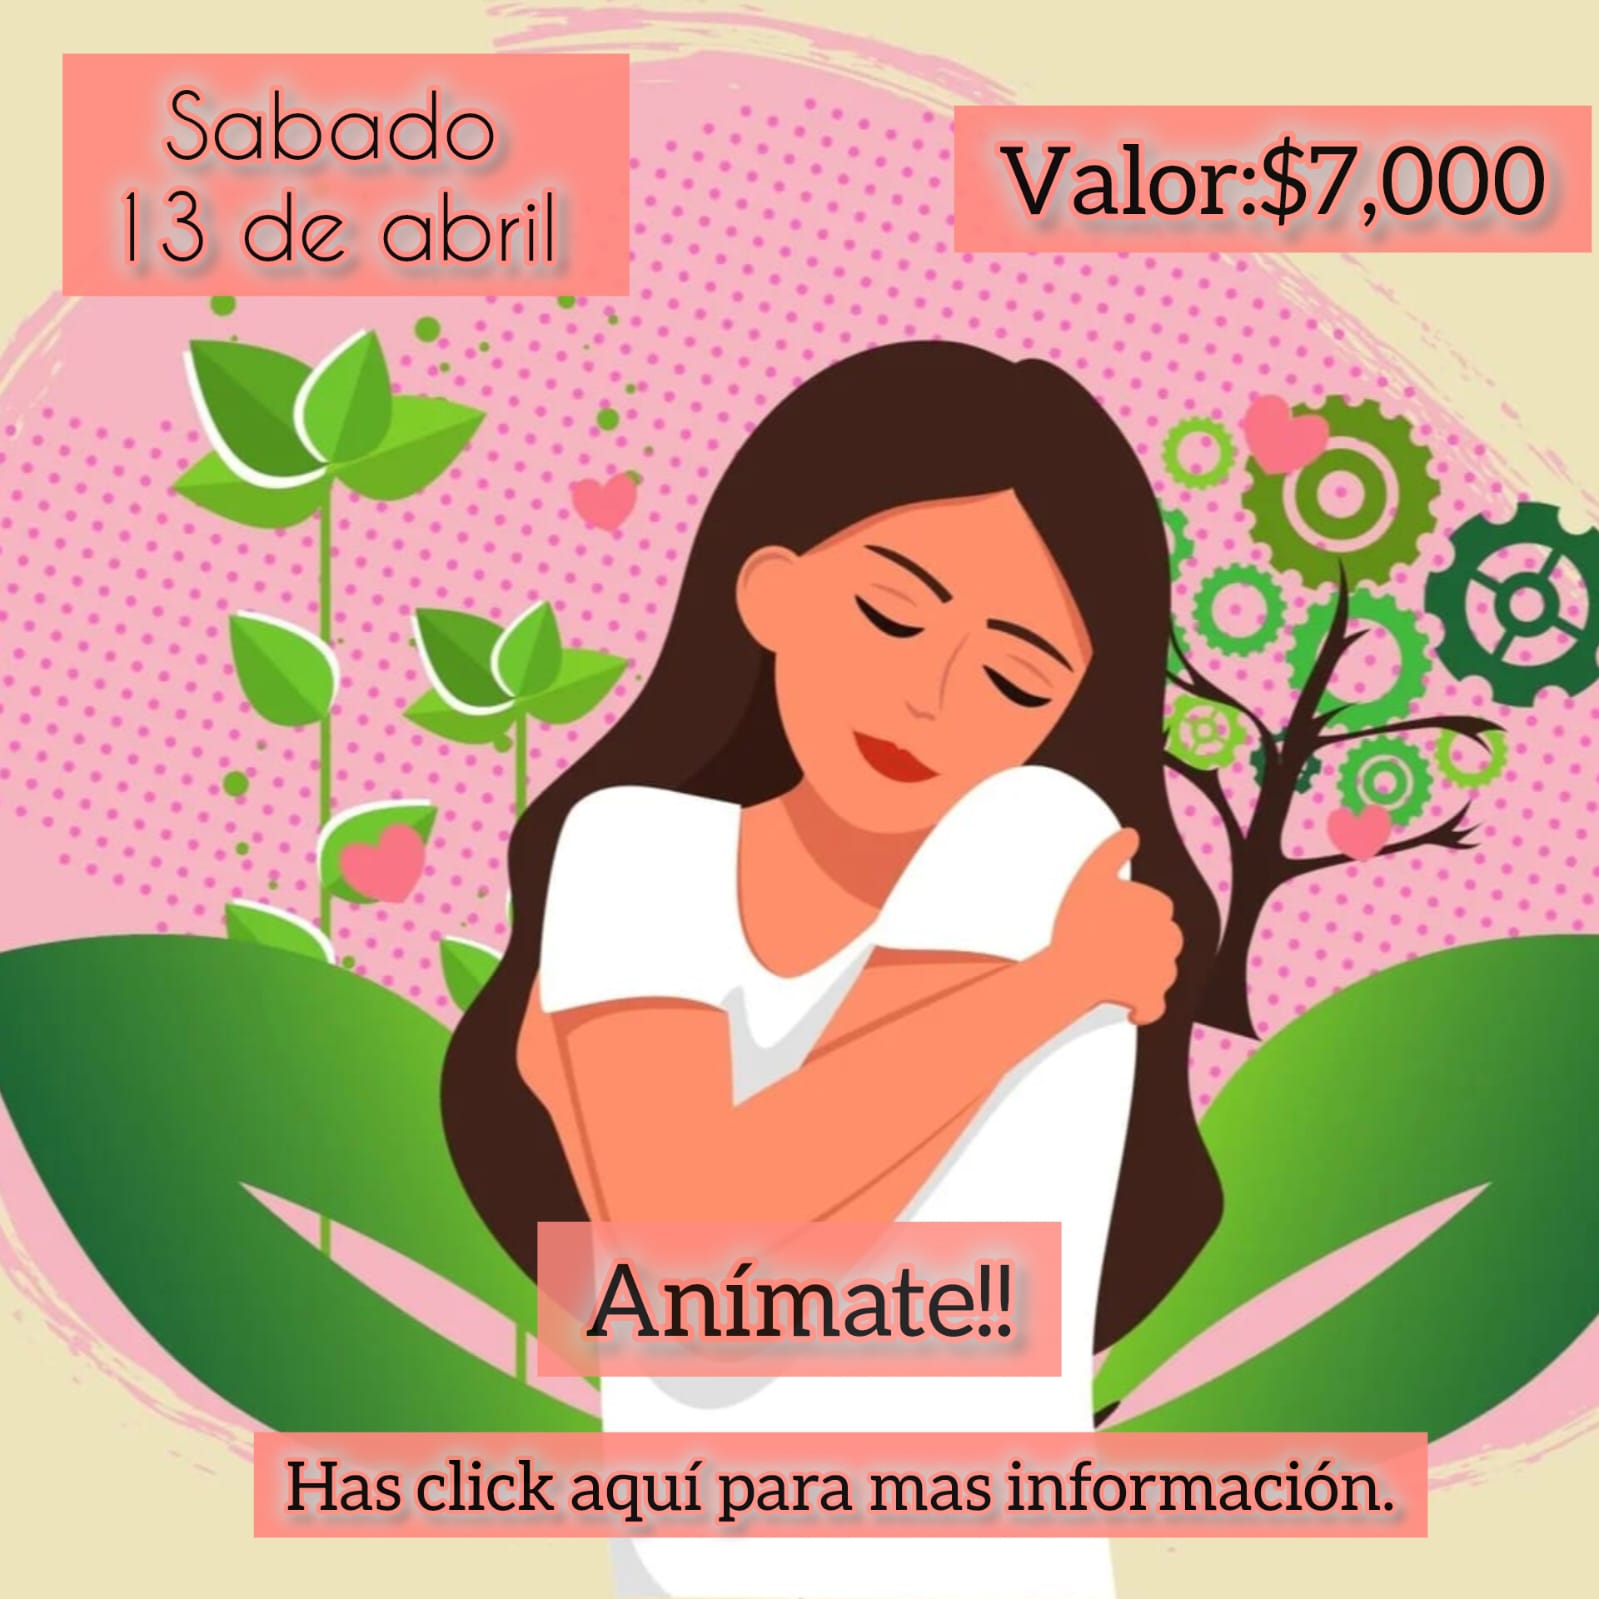 Sabado
13 de abril
Valor:$7,000
Anímate!!
Has click aquí para mas información.